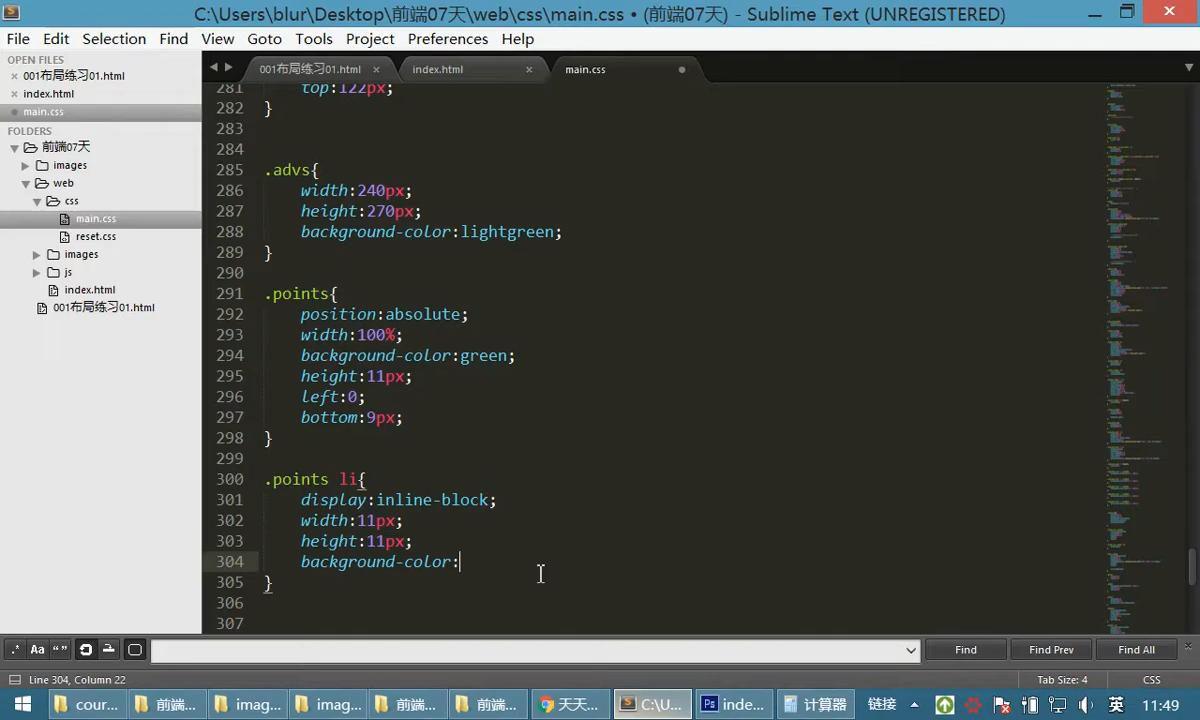 C:\Users\blur\Desktop\前端07天\web\css\main.css • (前端07天) - Sublime Text (UNREGISTERED)
File Edit Selection Find View Goto Tools Project Preferences Help
OPEN FILES
001布局练习01.html
index.html
main.css
FOLDERS
前端07天
images
web
css
main.css
reset.css
images
js
index.html
001布局练习01.html
001布局练习01.html index.html main.css
281 top:122px;
282 }
283
284
285 .advs{
286 width:240px;
287 height:270px;
288 background-color:lightgreen;
289 }
290
291 .points{
292 position:absolute;
293 width:100%;
294 background-color:green;
295 height:11px;
296 left:0;
297 bottom:9px;
298 }
299
300 .points li{
301 display:inline-block;
302 width:11px;
303 height:11px;
304 background-color:
305 }
306
307
.* Aa “” Find Find Prev Find All
Line 304, Column 22 Tab Size: 4 CSS
cour... 前端... imag... imag... 前端... 前端... 天天... C:\U... Ps inde... 计算器 链接 英 11:49